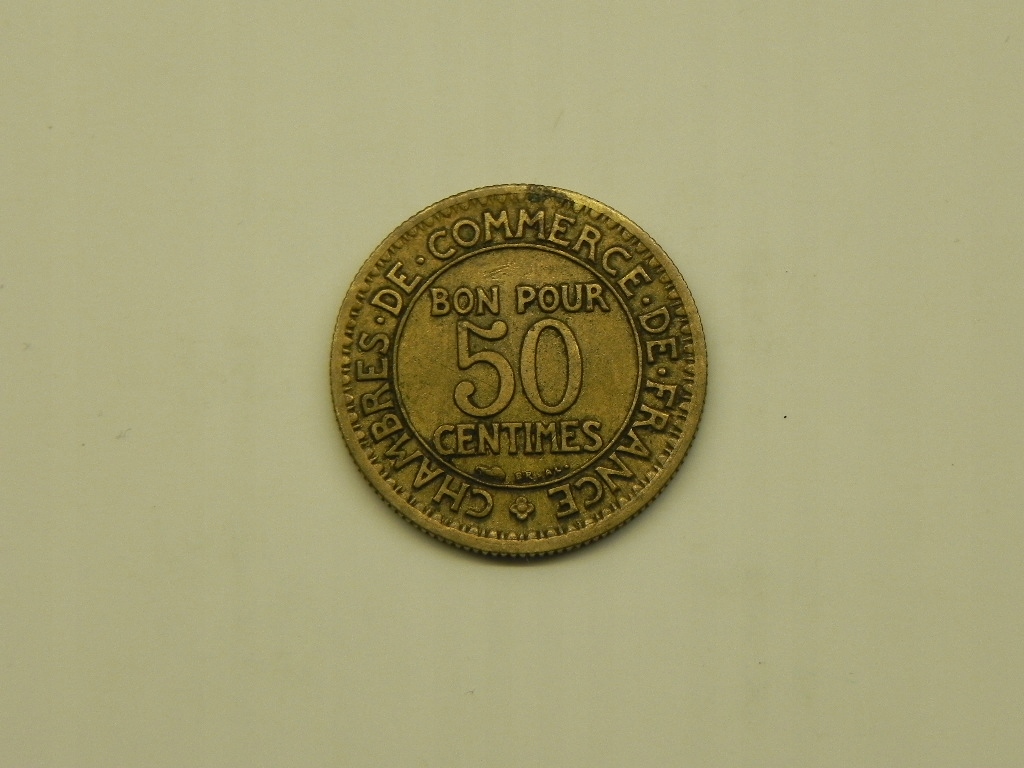 CHAMBRES · DE · COMMERCE · DE · FRANCE
BON POUR
50
CENTIMES